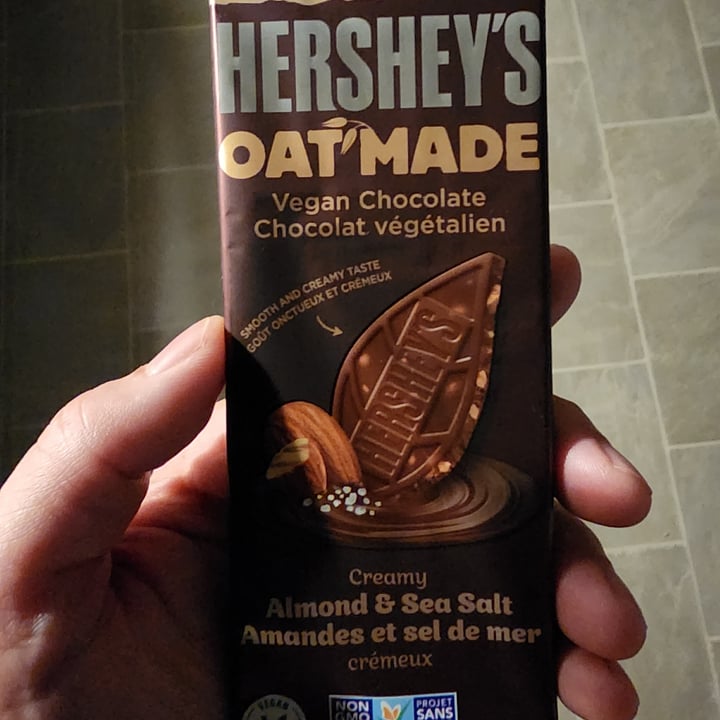 HERSHEY'S
OAT MADE
Vegan Chocolate
Chocolat végétalien
SMOOTH AND CREAMY TASTE
GOÛT ONCTUEUX ET CRÉMEUX
HERSHEY'S
Creamy
Almond & Sea Salt
Amandes et sel de mer
crémeux
VEGAN
NON
GMO
PROJET
SANS